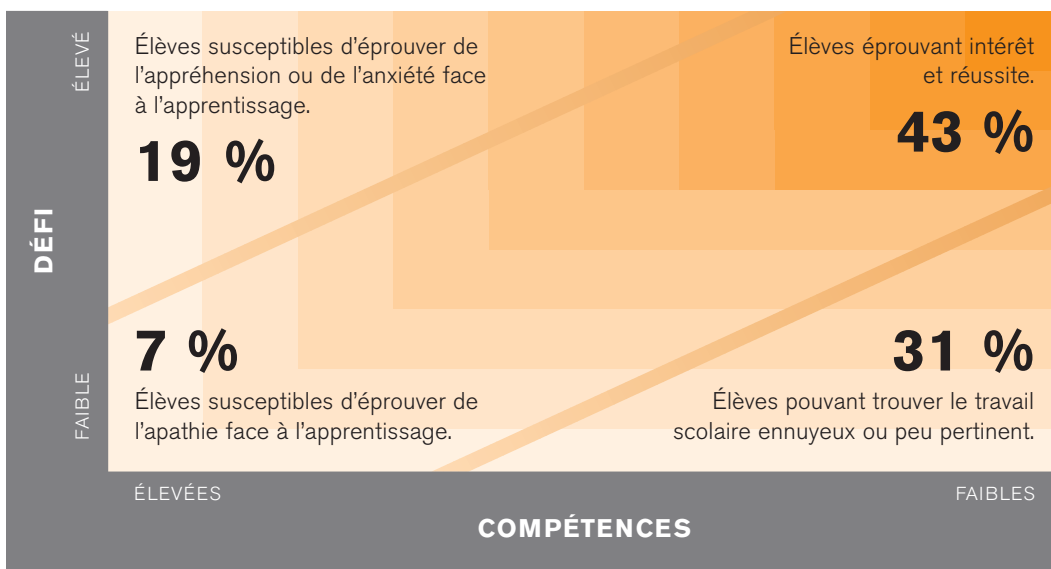 ÉLEVÉ
DÉFI
FAIBLE
Élèves susceptibles d'éprouver de
l'appréhension ou de l'anxiété face
à l'apprentissage.
19 %
Élèves éprouvant intérêt
et réussite.
43 %
7 %
Élèves susceptibles d'éprouver de
l'apathie face à l'apprentissage.
31 %
Élèves pouvant trouver le travail
scolaire ennuyeux ou peu pertinent.
ÉLEVÉES
FAIBLES
COMPÉTENCES